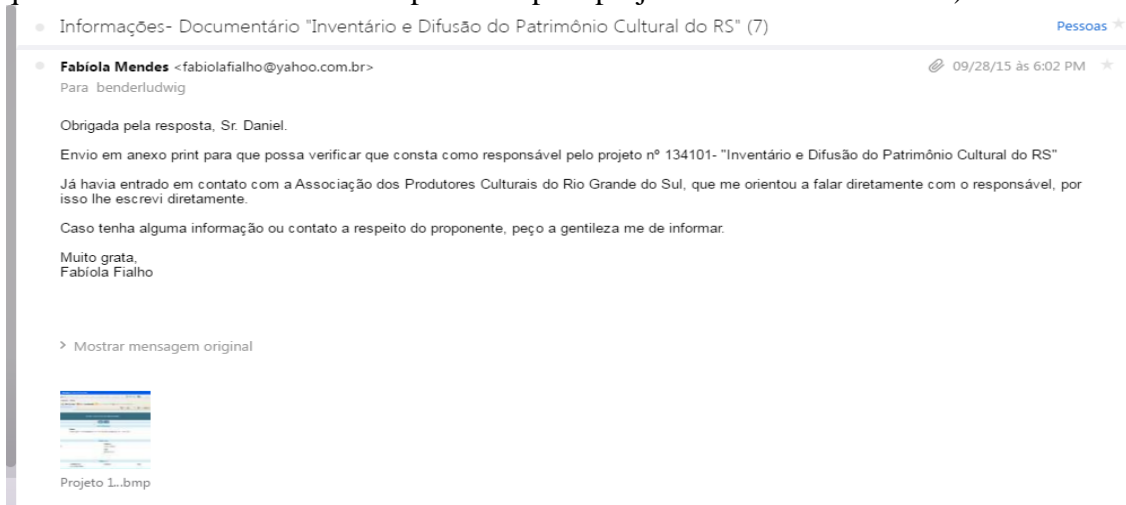 Informações- Documentário "Inventário e Difusão do Patrimônio Cultural do RS" (7)
Pessoas
Fabíola Mendes <fabiolafialho@yahoo.com.br>
09/28/15 às 6:02 PM
Para benderludwig
Obrigada pela resposta, Sr. Daniel.
Envio em anexo print para que possa verificar que consta como responsável pelo projeto nº 134101- "Inventário e Difusão do Patrimônio Cultural do RS"
Já havia entrado em contato com a Associação dos Produtores Culturais do Rio Grande do Sul, que me orientou a falar diretamente com o responsável, por
isso lhe escrevi diretamente.
Caso tenha alguma informação ou contato a respeito do proponente, peço a gentileza me de informar.
Muito grata,
Fabíola Fialho
> Mostrar mensagem original
Projeto 1...bmp